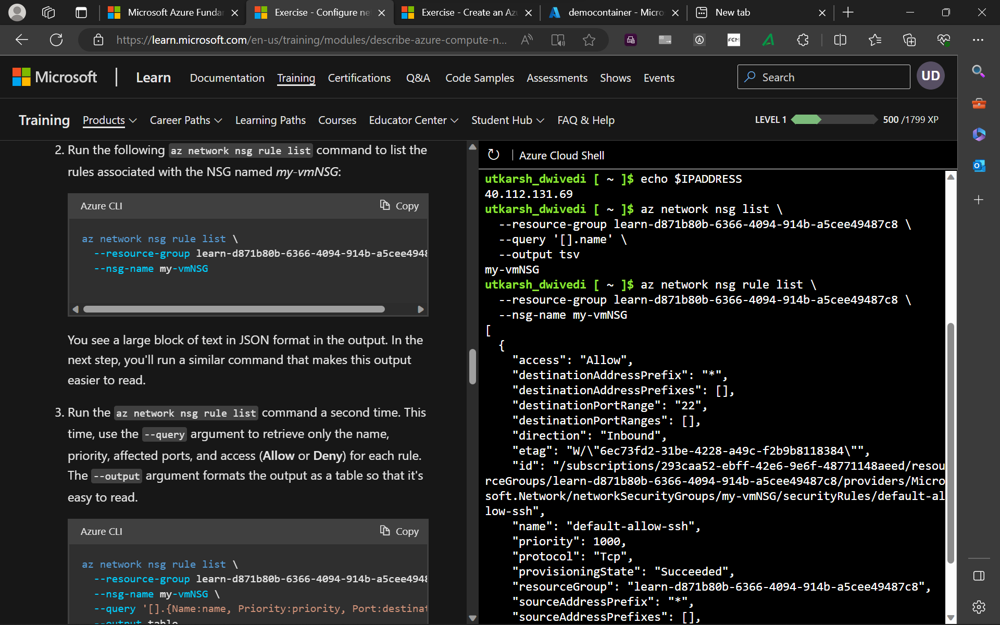 Microsoft Azure Funda
Exercise - Configure ne
Exercise - Create an Az
democontainer - Micro
New tab
https://learn.microsoft.com/en-us/training/modules/describe-azure-compute-n...
FCM
Microsoft | Learn Documentation Training Certifications Q&A Code Samples Assessments Shows Events
Search
UD
Training Products Career Paths Learning Paths Courses Educator Center Student Hub FAQ & Help
LEVEL 1 500 /1799 XP
2. Run the following az network nsg rule list command to list the
rules associated with the NSG named my-vmNSG:
Azure CLI Copy
az network nsg rule list \
--resource-group learn-d871b80b-6366-4094-914b-a5cee4948
--nsg-name my-vmNSG
You see a large block of text in JSON format in the output. In the
next step, you'll run a similar command that makes this output
easier to read.
3. Run the az network nsg rule list command a second time. This
time, use the --query argument to retrieve only the name,
priority, affected ports, and access (Allow or Deny) for each rule.
The --output argument formats the output as a table so that it's
easy to read.
Azure CLI Copy
az network nsg rule list \
--resource-group learn-d871b80b-6366-4094-914b-a5cee4948
--nsg-name my-vmNSG \
--query '[].{Name:name, Priority:priority, Port:destinat
--output table
Azure Cloud Shell
utkarsh_dwivedi [ ~ ]$ echo $IPADDRESS
40.112.131.69
utkarsh_dwivedi [ ~ ]$ az network nsg list \
--resource-group learn-d871b80b-6366-4094-914b-a5cee49487c8 \
--query '[].name' \
--output tsv
my-vmNSG
utkarsh_dwivedi [ ~ ]$ az network nsg rule list \
--resource-group learn-d871b80b-6366-4094-914b-a5cee49487c8 \
--nsg-name my-vmNSG
[
{
"access": "Allow",
"destinationAddressPrefix": "*",
"destinationAddressPrefixes": [],
"destinationPortRange": "22",
"destinationPortRanges": [],
"direction": "Inbound",
"etag": "W/\"6ec73fd2-31be-4228-a49c-f2b9b8118384\"",
"id": "/subscriptions/293caa52-ebff-42e6-9e6f-48771148aeed/resou
rceGroups/learn-d871b80b-6366-4094-914b-a5cee49487c8/providers/Micro
soft.Network/networkSecurityGroups/my-vmNSG/securityRules/default-al
low-ssh",
"name": "default-allow-ssh",
"priority": 1000,
"protocol": "Tcp",
"provisioningState": "Succeeded",
"resourceGroup": "learn-d871b80b-6366-4094-914b-a5cee49487c8",
"sourceAddressPrefix": "*",
"sourceAddressPrefixes": [],